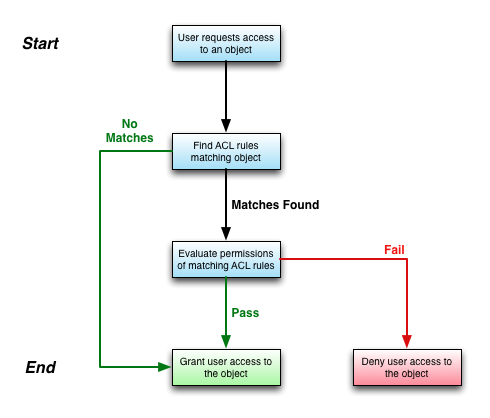 Start
User requests access
to an object
No
Matches
Find ACL rules
matching object
Matches Found
Evaluate permissions
of matching ACL rules
Fail
Pass
End
Grant user access to
the object
Deny user access to
the object